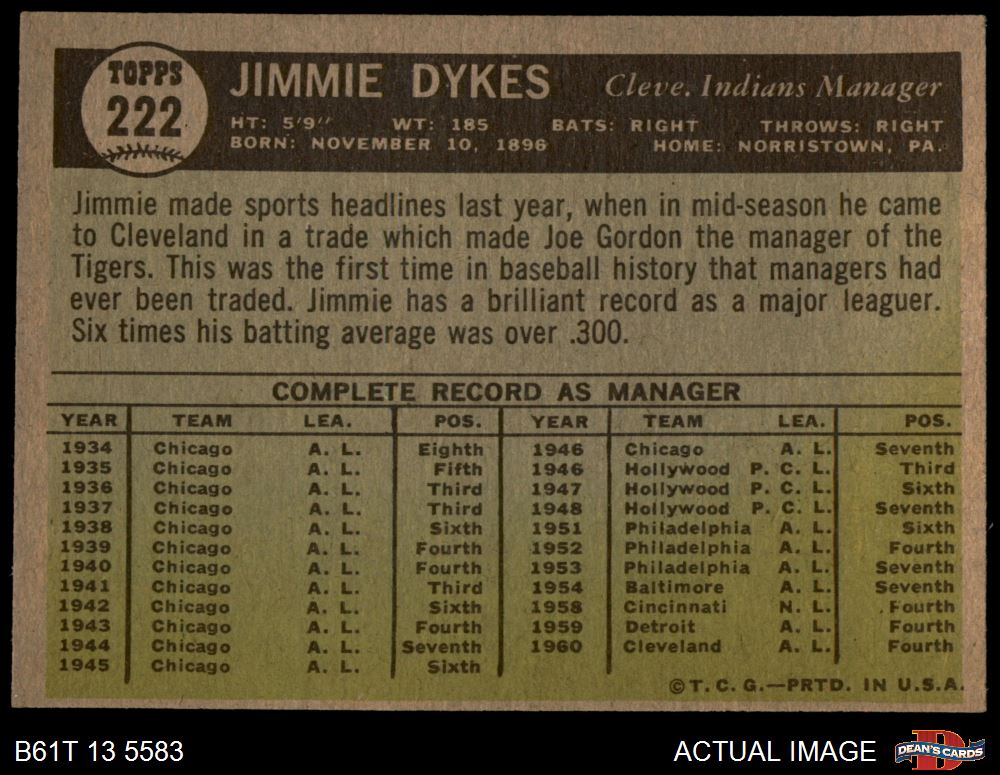 TOPPS
222
JIMMIE DYKES Cleve. Indians Manager
HT: 5'9" WT: 185 BATS: RIGHT THROWS: RIGHT
BORN: NOVEMBER 10, 1896 HOME: NORRISTOWN, PA.
Jimmie made sports headlines last year, when in mid-season he came
to Cleveland in a trade which made Joe Gordon the manager of the
Tigers. This was the first time in baseball history that managers had
ever been traded. Jimmie has a brilliant record as a major leaguer.
Six times his batting average was over .300.
COMPLETE RECORD AS MANAGER
YEAR TEAM LEA. POS. YEAR TEAM LEA. POS.
1934 Chicago A. L. Eighth 1946 Chicago A. L. Seventh
1935 Chicago A. L. Fifth 1946 Hollywood P. C. L. Third
1936 Chicago A. L. Third 1947 Hollywood P. C. L. Sixth
1937 Chicago A. L. Third 1948 Hollywood P. C. L. Seventh
1938 Chicago A. L. Sixth 1951 Philadelphia A. L. Sixth
1939 Chicago A. L. Fourth 1952 Philadelphia A. L. Fourth
1940 Chicago A. L. Fourth 1953 Philadelphia A. L. Seventh
1941 Chicago A. L. Third 1954 Baltimore A. L. Seventh
1942 Chicago A. L. Sixth 1958 Cincinnati N. L. Fourth
1943 Chicago A. L. Fourth 1959 Detroit A. L. Fourth
1944 Chicago A. L. Seventh 1960 Cleveland A. L. Fourth
1945 Chicago A. L. Sixth
©T. C. G.—PRTD. IN U.S.A.
B61T 13 5583 ACTUAL IMAGE DEAN'S CARDS